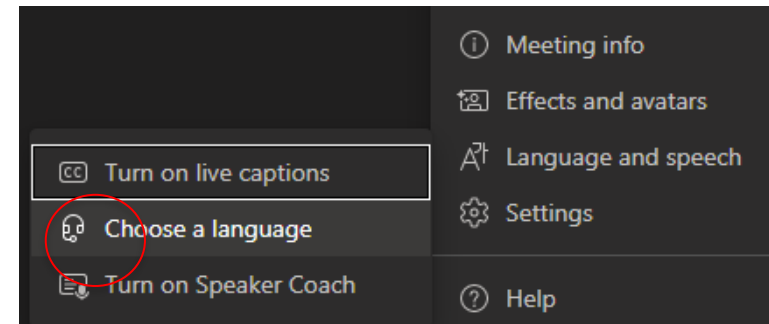 Meeting info
Effects and avatars
Language and speech
Settings
Help
CC Turn on live captions
Choose a language
Turn on Speaker Coach